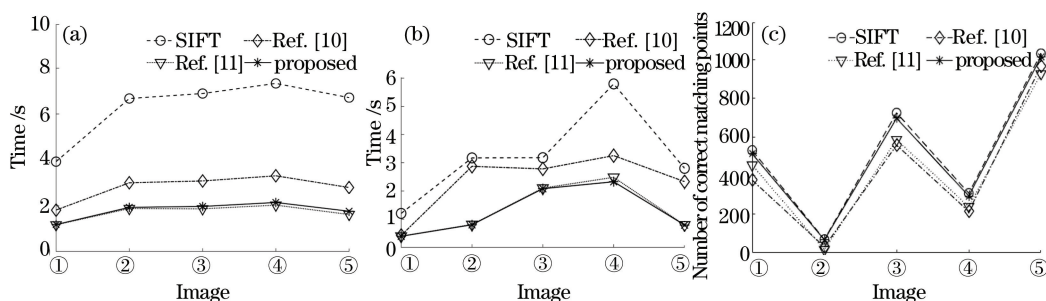 (a)
SIFT
Ref. [10]
Ref. [11]
proposed
Time /s
10
8
6
4
2
0
① ② ③ ④ ⑤
Image
(b)
SIFT
Ref. [10]
Ref. [11]
proposed
Time /s
6
5
4
3
2
1
0
① ② ③ ④ ⑤
Image
(c)
SIFT
Ref. [10]
Ref. [11]
proposed
Number of correct matching points
1200
1000
800
600
400
200
0
① ② ③ ④ ⑤
Image